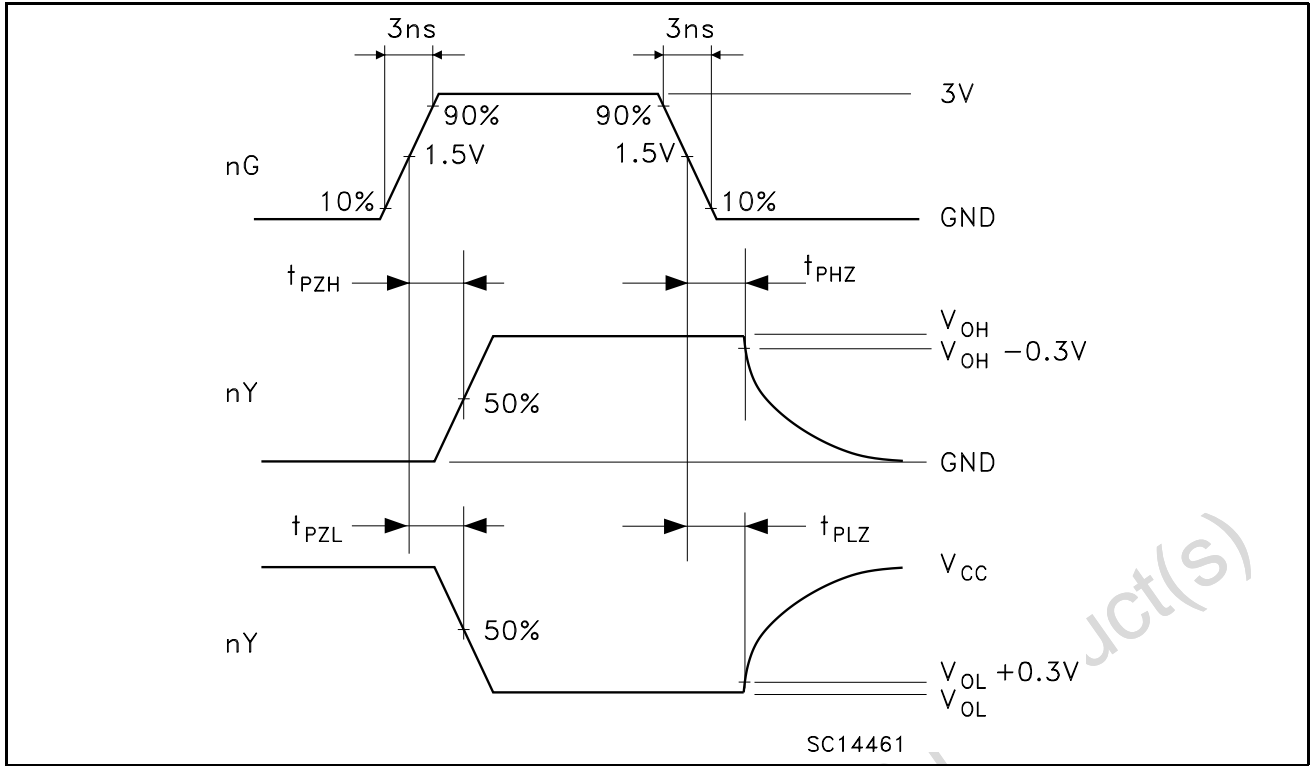 3ns 3ns
3V
90% 90%
1.5V 1.5V
nG
10% 10%
GND
tPZH tPHZ
VOH
VOH -0.3V
nY
50%
GND
tPZL tPLZ
VCC
50%
nY
VOL +0.3V
VOL
SC14461
uct(s)